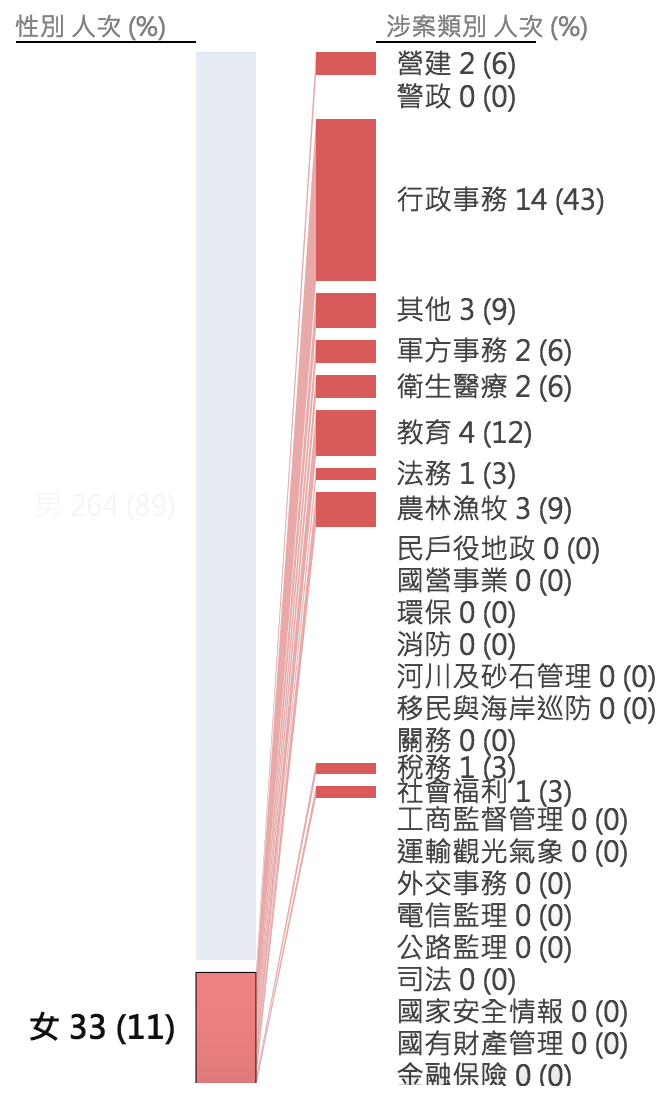 性別 人次 (%)
涉案類別 人次 (%)
營建 2 (6)
警政 0 (0)
行政事務 14 (43)
其他 3 (9)
軍方事務 2 (6)
衛生醫療 2 (6)
教育 4 (12)
法務 1 (3)
男 264 (89)
農林漁牧 3 (9)
民戶役地政 0 (0)
國營事業 0 (0)
環保 0 (0)
消防 0 (0)
河川及砂石管理 0 (0)
移民與海岸巡防 0 (0)
關務 0 (0)
稅務 1 (3)
社會福利 1 (3)
工商監督管理 0 (0)
運輸觀光氣象 0 (0)
外交事務 0 (0)
電信監理 0 (0)
公路監理 0 (0)
司法 0 (0)
國家安全情報 0 (0)
女 33 (11)
國有財產管理 0 (0)
金融保險 0 (0)